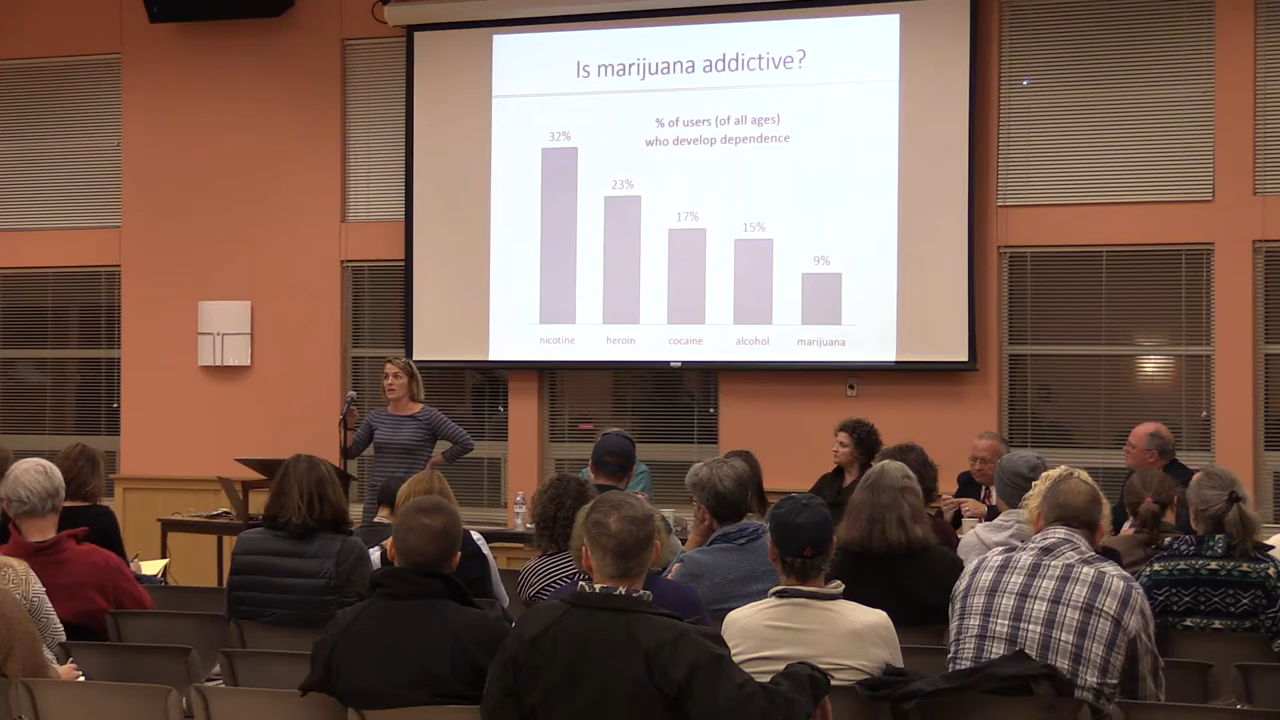 Is marijuana addictive?
% of users (of all ages)
who develop dependence
32%
23%
17%
15%
9%
nicotine
heroin
cocaine
alcohol
marijuana